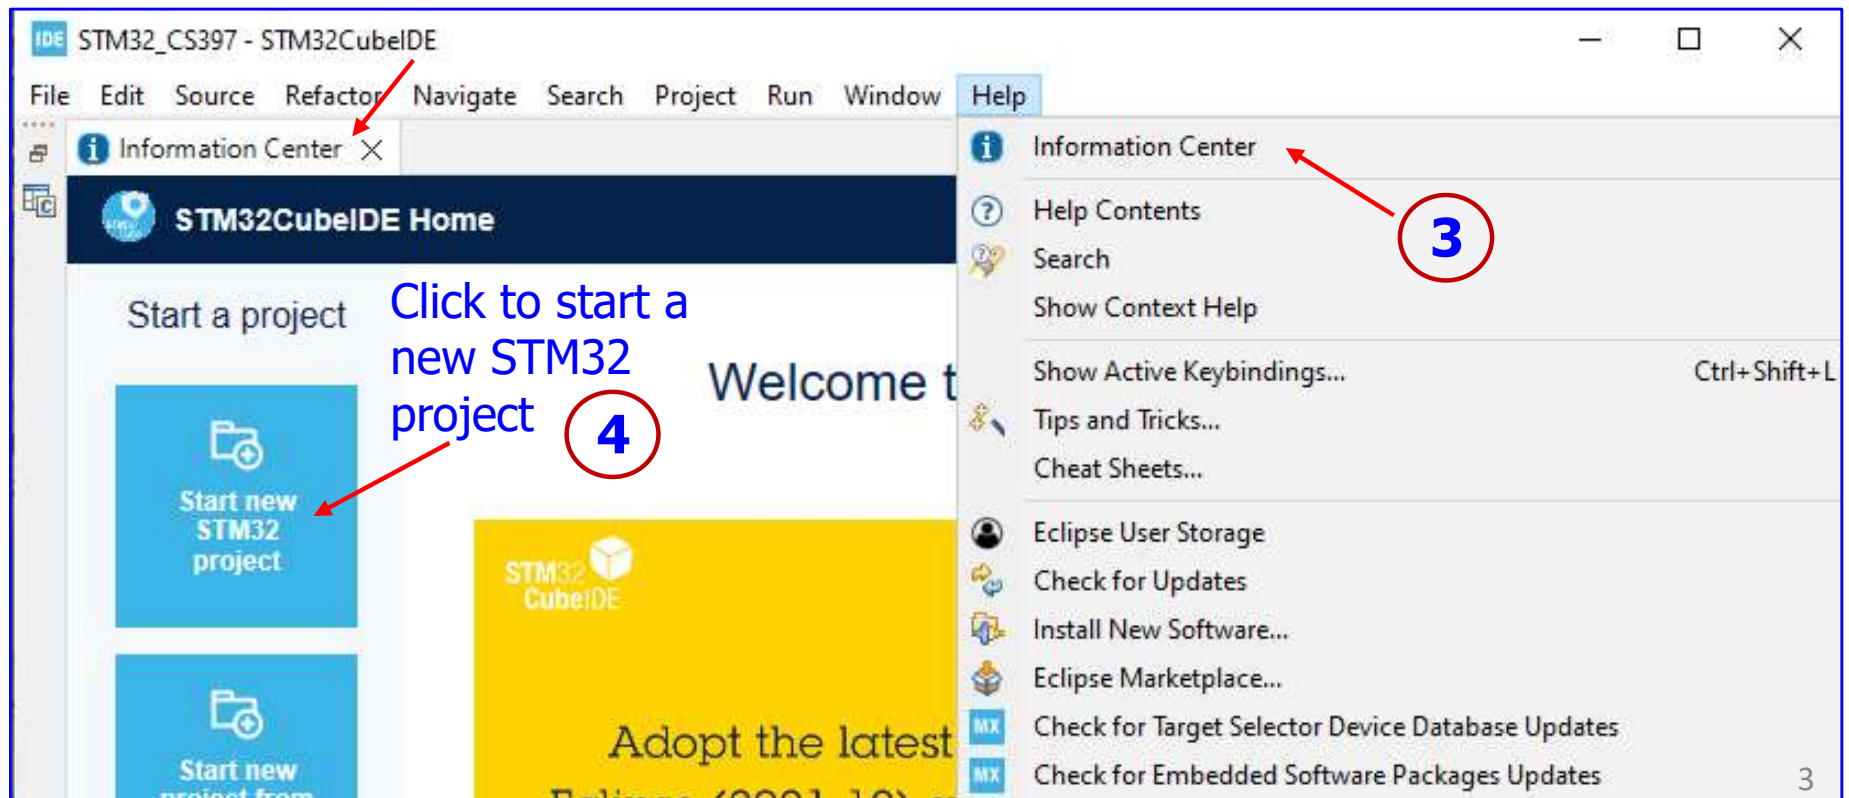 IDE STM32_CS397 - STM32CubeIDE
File Edit Source Refactor Navigate Search Project Run Window Help
Information Center
STM32CubeIDE Home
Start a project
Click to start a
new STM32
project
4
Start new
STM32
project
Start new
project from
Welcome t
STM32
CubeIDE
Adopt the latest
Information Center
3
Help Contents
Search
Show Context Help
Show Active Keybindings... Ctrl+Shift+L
Tips and Tricks...
Cheat Sheets...
Eclipse User Storage
Check for Updates
Install New Software...
Eclipse Marketplace...
MX Check for Target Selector Device Database Updates
MX Check for Embedded Software Packages Updates
3